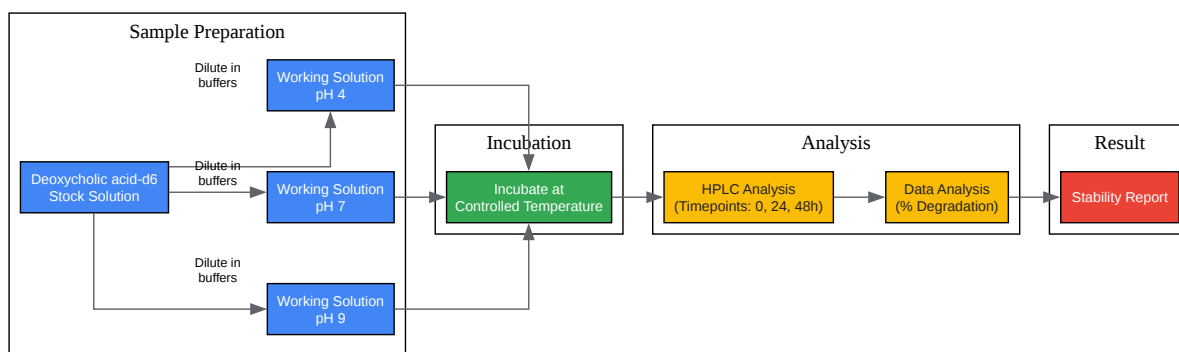 Sample Preparation
Dilute in
buffers
Working Solution
pH 4
Deoxycholic acid-d6
Stock Solution
Dilute in
buffers
Working Solution
pH 7
Dilute in
buffers
Working Solution
pH 9
Incubation
Incubate at
Controlled Temperature
Analysis
HPLC Analysis
(Timepoints: 0, 24, 48h)
Data Analysis
(% Degradation)
Result
Stability Report